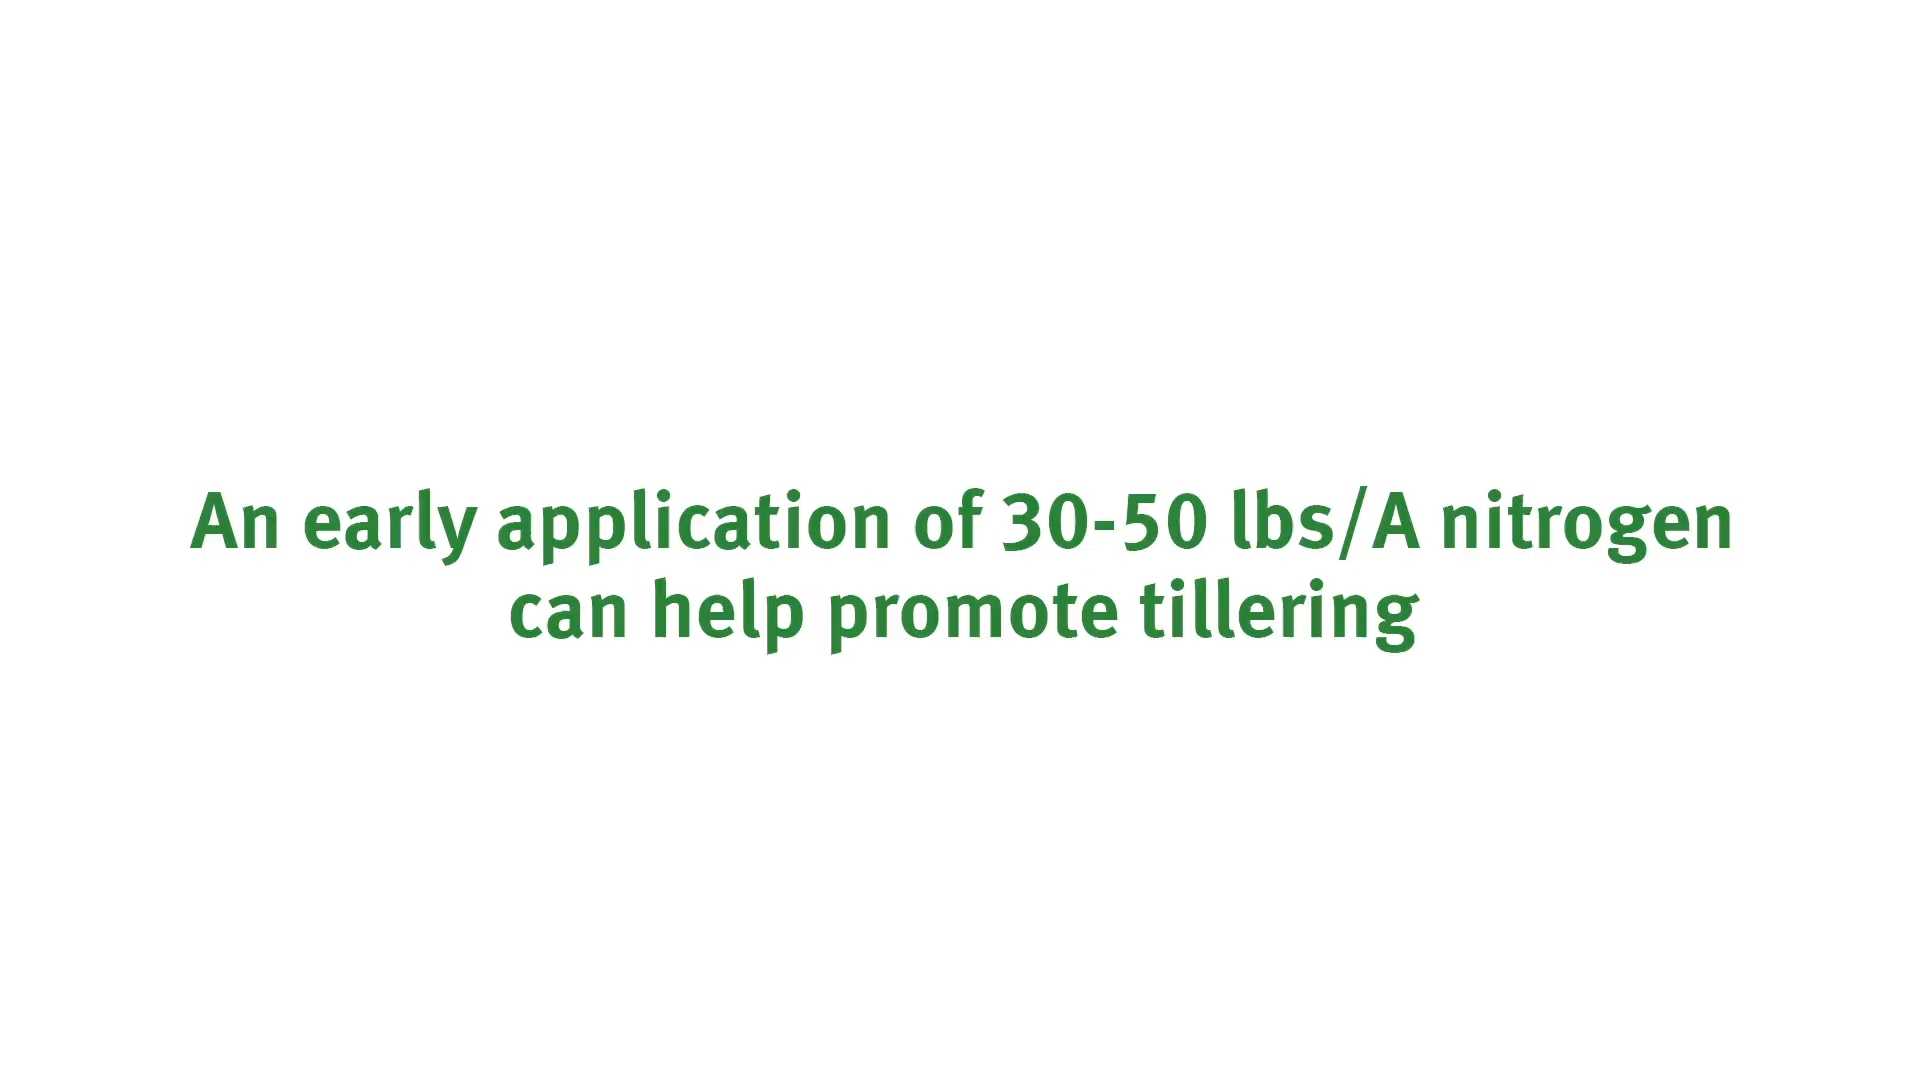 An early application of 30-50 lbs/A nitrogen
can help promote tillering